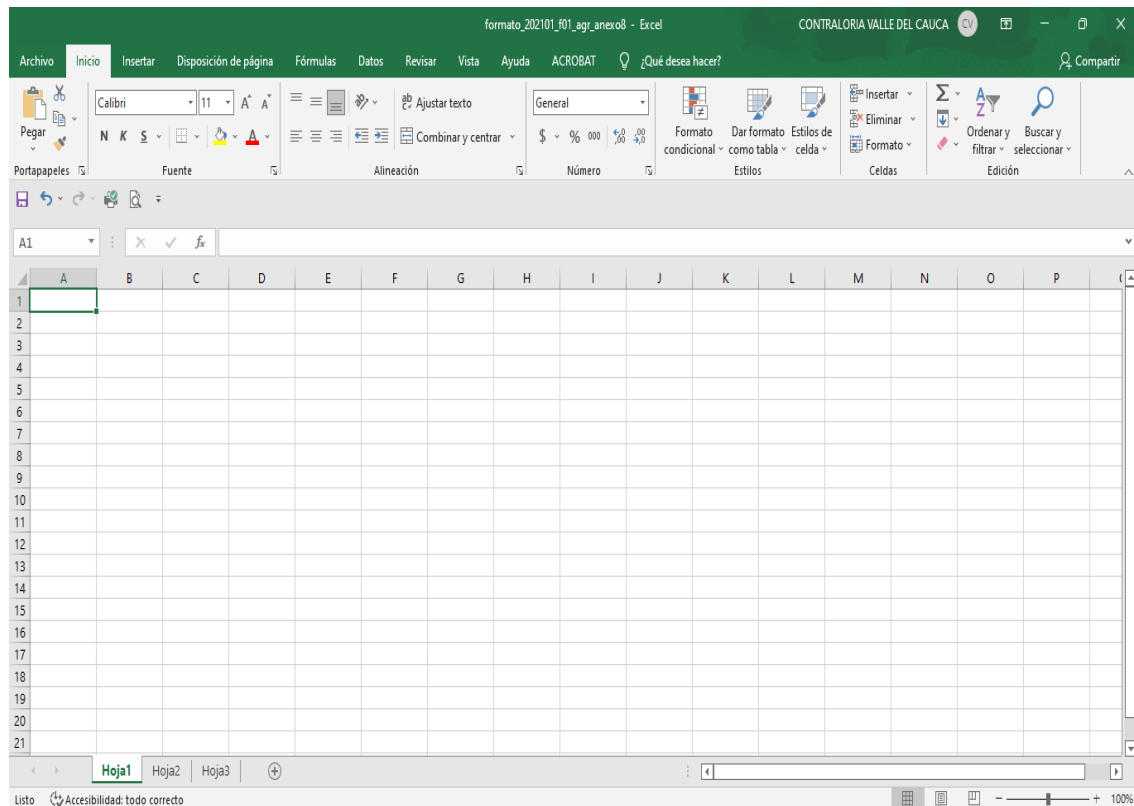 formato_202101_f01_agr_anexo8 - Excel CONTRALORIA VALLE DEL CAUCA CV
Archivo Inicio Insertar Disposición de página Fórmulas Datos Revisar Vista Ayuda ACROBAT ¿Qué desea hacer? Compartir
Calibri 11 A A ab Ajustar texto General Insertar Σ
Eliminar
Pegar N K S A Combinar y centrar $ % 000 Formato Dar formato Estilos de Ordenar y Buscar y
condicional como tabla celda Formato filtrar seleccionar
Portapapeles Fuente Alineación Número Estilos Celdas Edición
A1 fx
A B C D E F G H I J K L M N O P
1
2
3
4
5
6
7
8
9
10
11
12
13
14
15
16
17
18
19
20
21
Hoja1 Hoja2 Hoja3
Listo Accesibilidad: todo correcto 100%